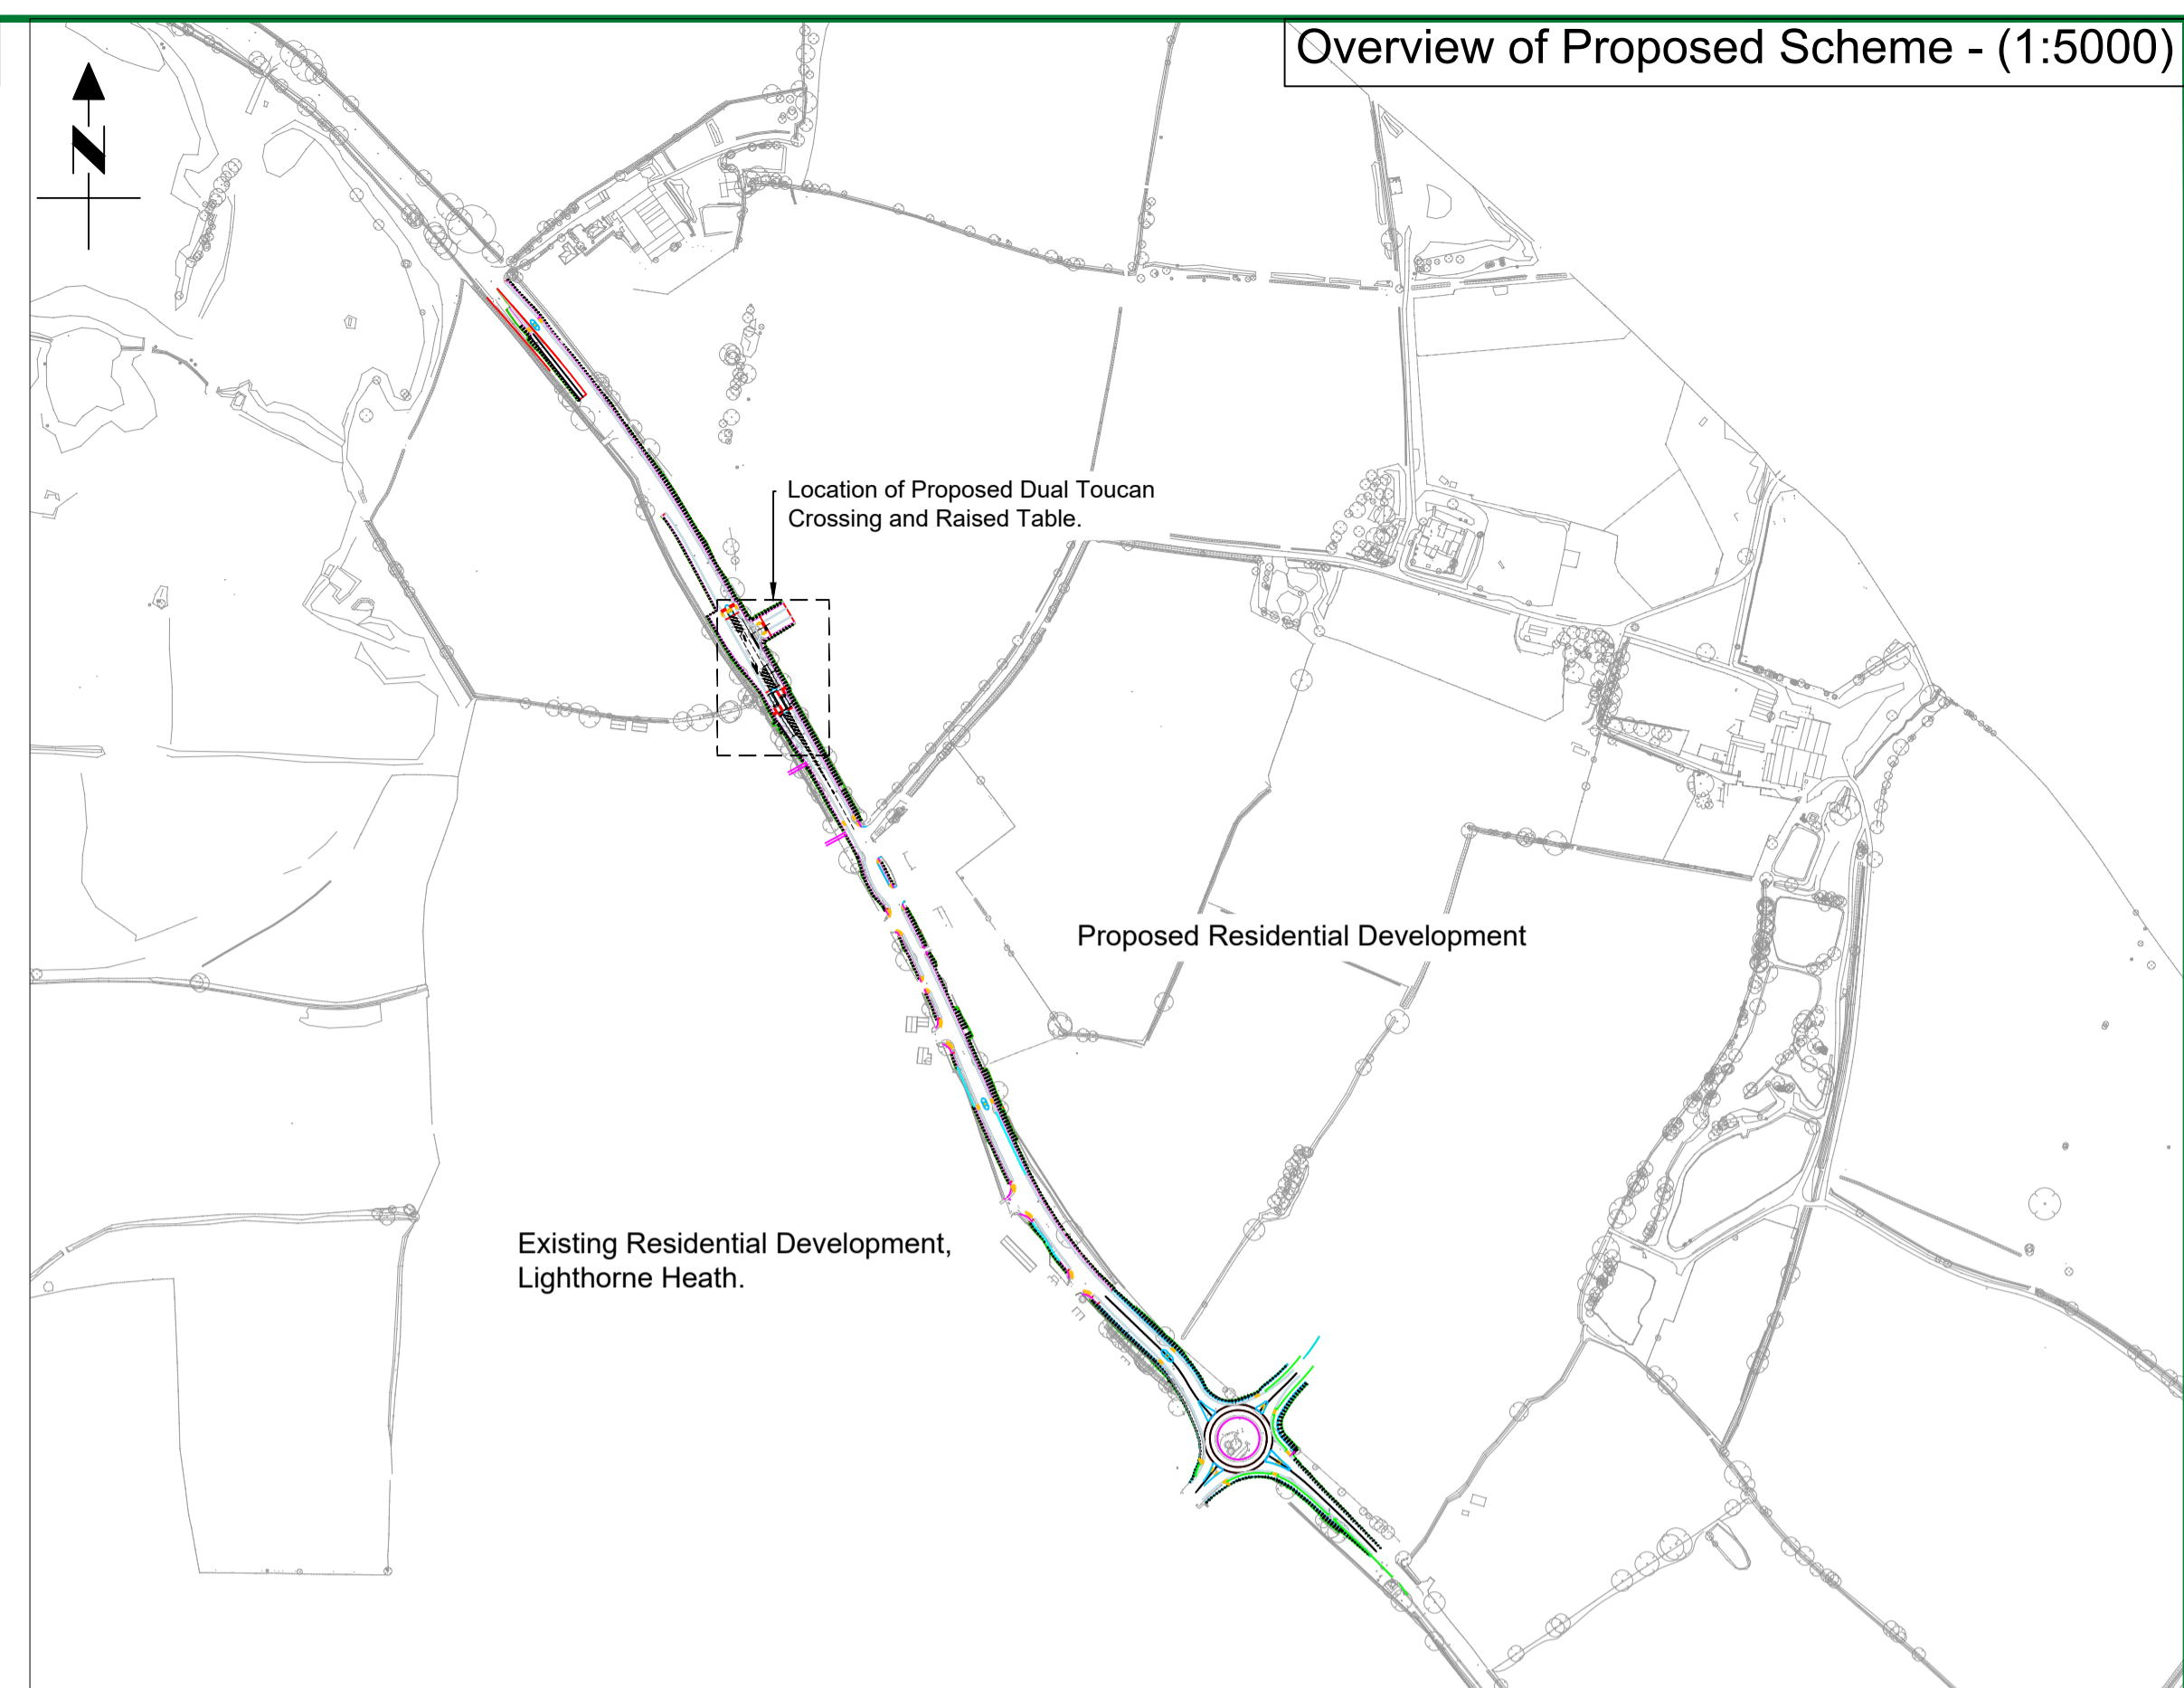 Overview of Proposed Scheme - (1:5000)
N
Location of Proposed Dual Toucan
Crossing and Raised Table.
Proposed Residential Development
Existing Residential Development,
Lighthorne Heath.